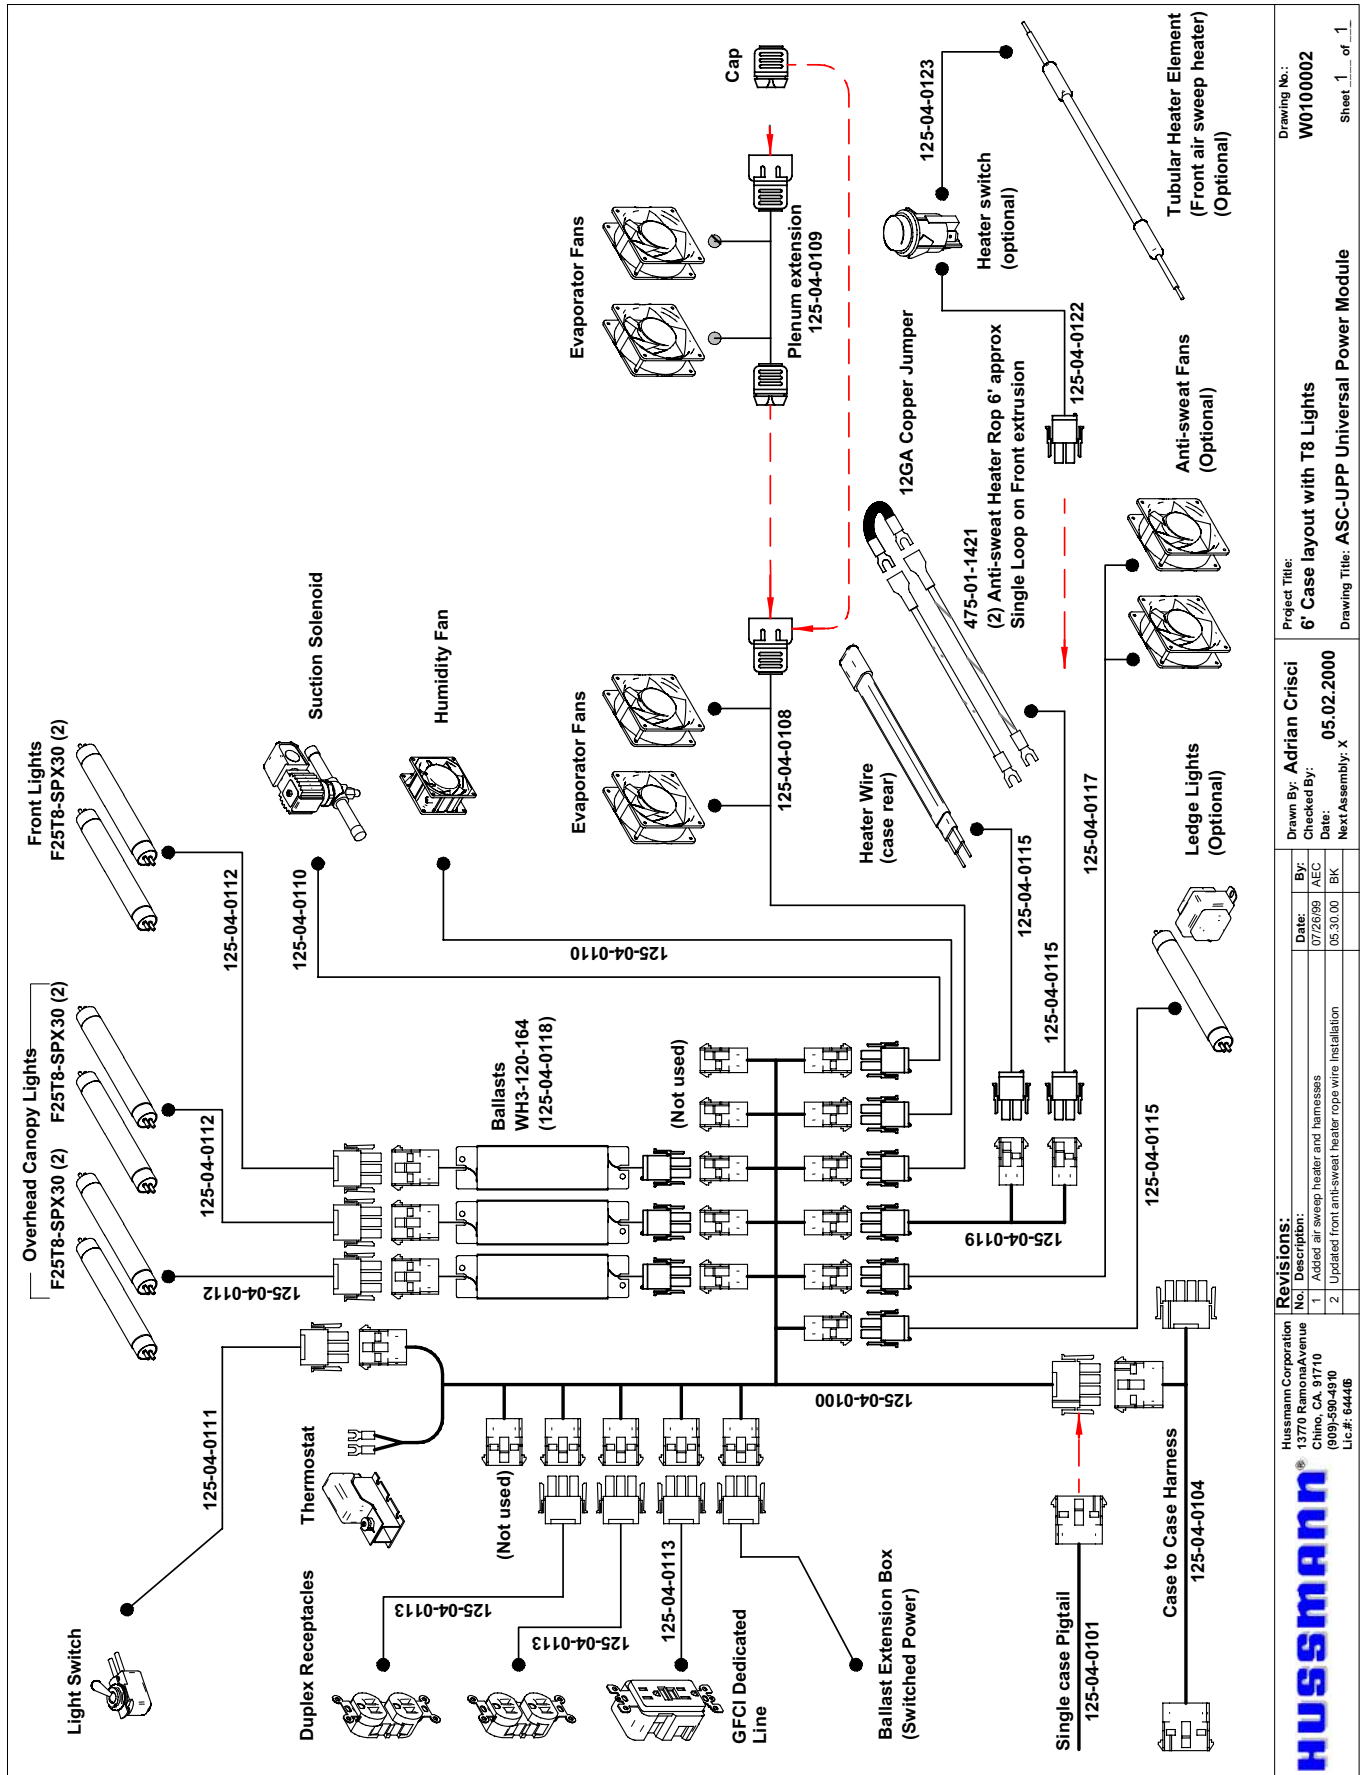 Light Switch
125-04-0111
Overhead Canopy Lights
F25T8-SPX30 (2)
F25T8-SPX30 (2)
125-04-0112
125-04-0112
Front Lights
F25T8-SPX30 (2)
125-04-0112
Suction Solenoid
125-04-0110
Humidity Fan
125-04-0110
Thermostat
Ballasts
WH3-120-164
(125-04-0118)
Duplex Receptacles
125-04-0113
125-04-0113
(Not used)
(Not used)
GFCI Dedicated
Line
125-04-0113
Ballast Extension Box
(Switched Power)
125-04-0100
125-04-0119
Evaporator Fans
125-04-0108
Evaporator Fans
Plenum extension
125-04-0109
Cap
Heater Wire
(case rear)
125-04-0115
12GA Copper Jumper
475-01-1421
(2) Anti-sweat Heater Rop 6' approx
Single Loop on Front extrusion
125-04-0115
Heater switch
(optional)
125-04-0123
125-04-0122
Tubular Heater Element
(Front air sweep heater)
(Optional)
125-04-0117
Anti-sweat Fans
(Optional)
125-04-0115
Ledge Lights
(Optional)
Single case Pigtail
125-04-0101
Case to Case Harness
125-04-0104
HUSSMANN®
Hussmann Corporation
13770 RamonaAvenue
Chino, CA. 91710
(909)-590-4910
Revisions:
No. Description: Date: By:
1 Added air sweep heater and harnesses 07/26/99 AEC
2 Updated front anti-sweat heater rope wire Installation 05.30.00 BK
Drawn By: Adrian Crisci
Checked By:
Date: 05.02.2000
Next Assembly: X
Project Title:
6' Case layout with T8 Lights
Drawing Title: ASC-UPP Universal Power Module
Drawing No.:
W0100002
Sheet 1 of 1